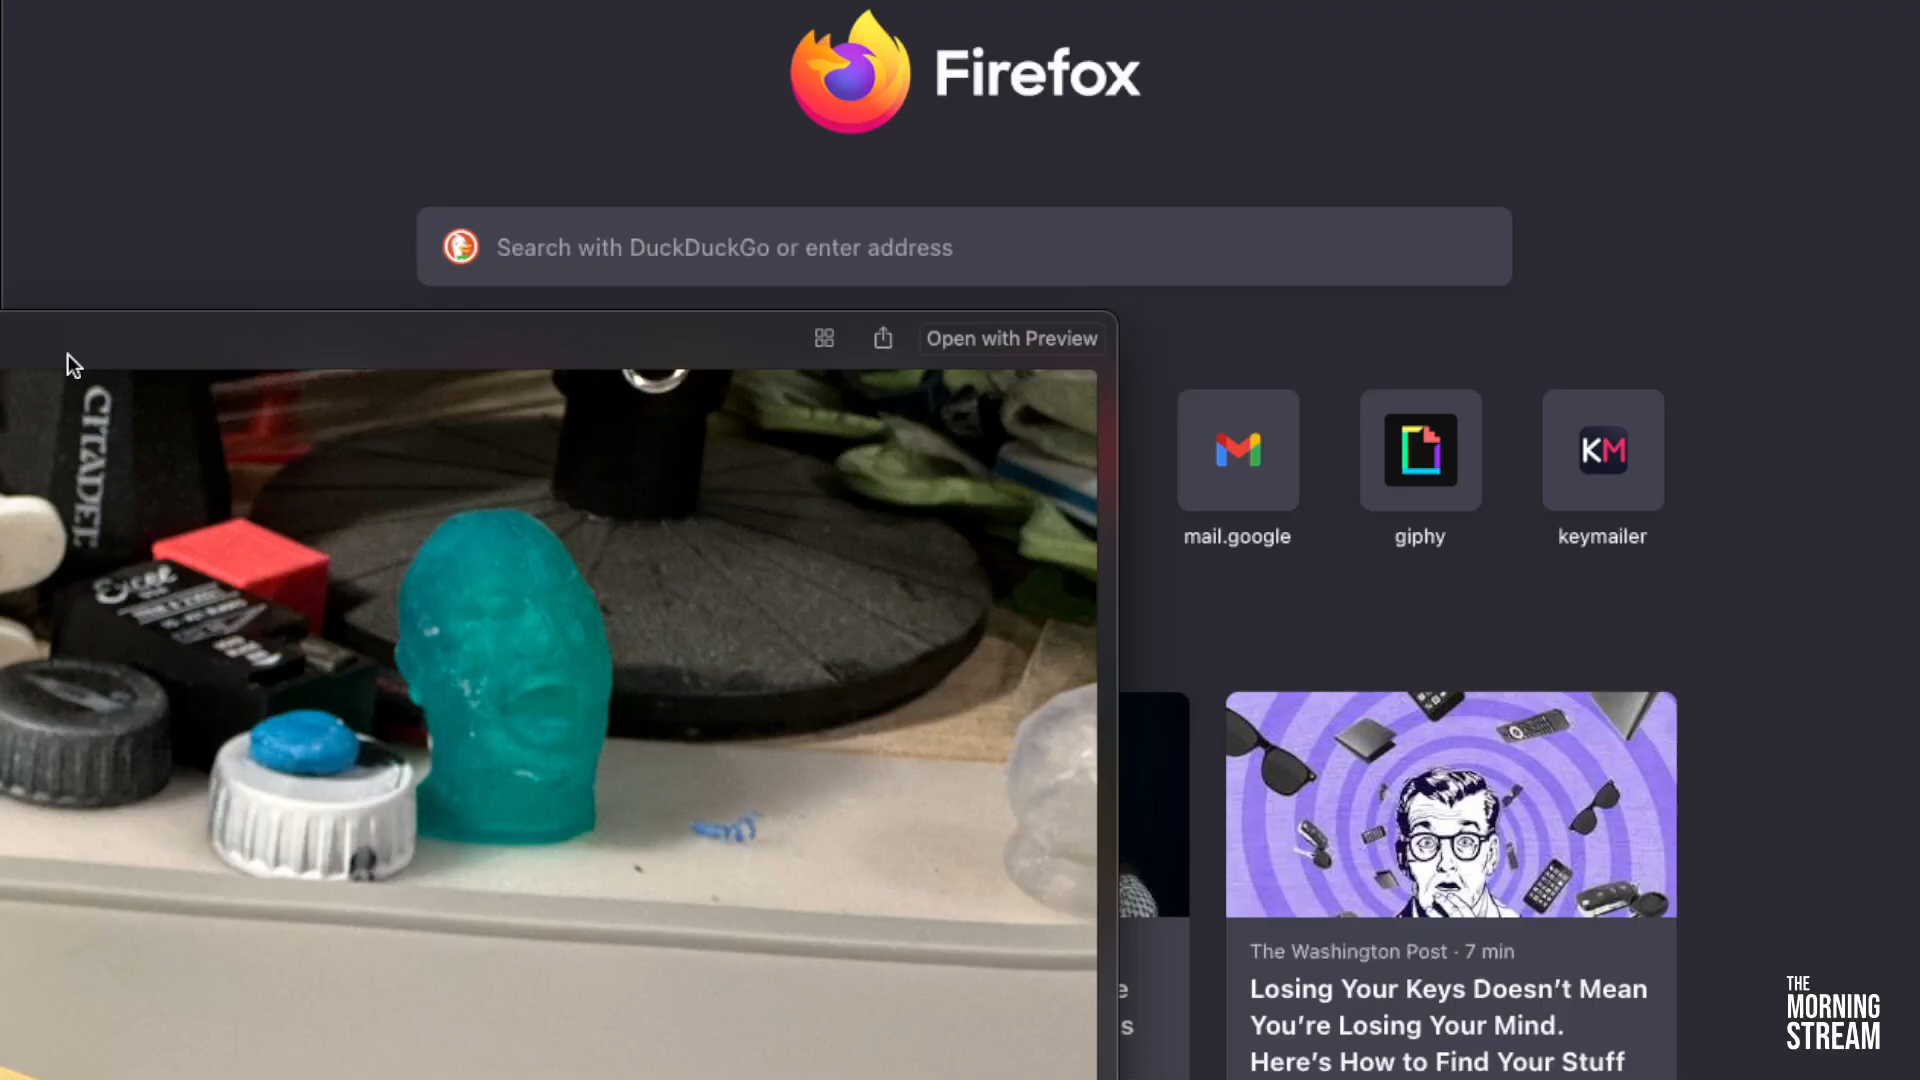 Firefox
Search with DuckDuckGo or enter address
Open with Preview
CITADEL
Excel
KM
mail.google
giphy
keymailer
The Washington Post · 7 min
Losing Your Keys Doesn’t Mean
You’re Losing Your Mind.
Here’s How to Find Your Stuff
e
s
THE
MORNING
STREAM